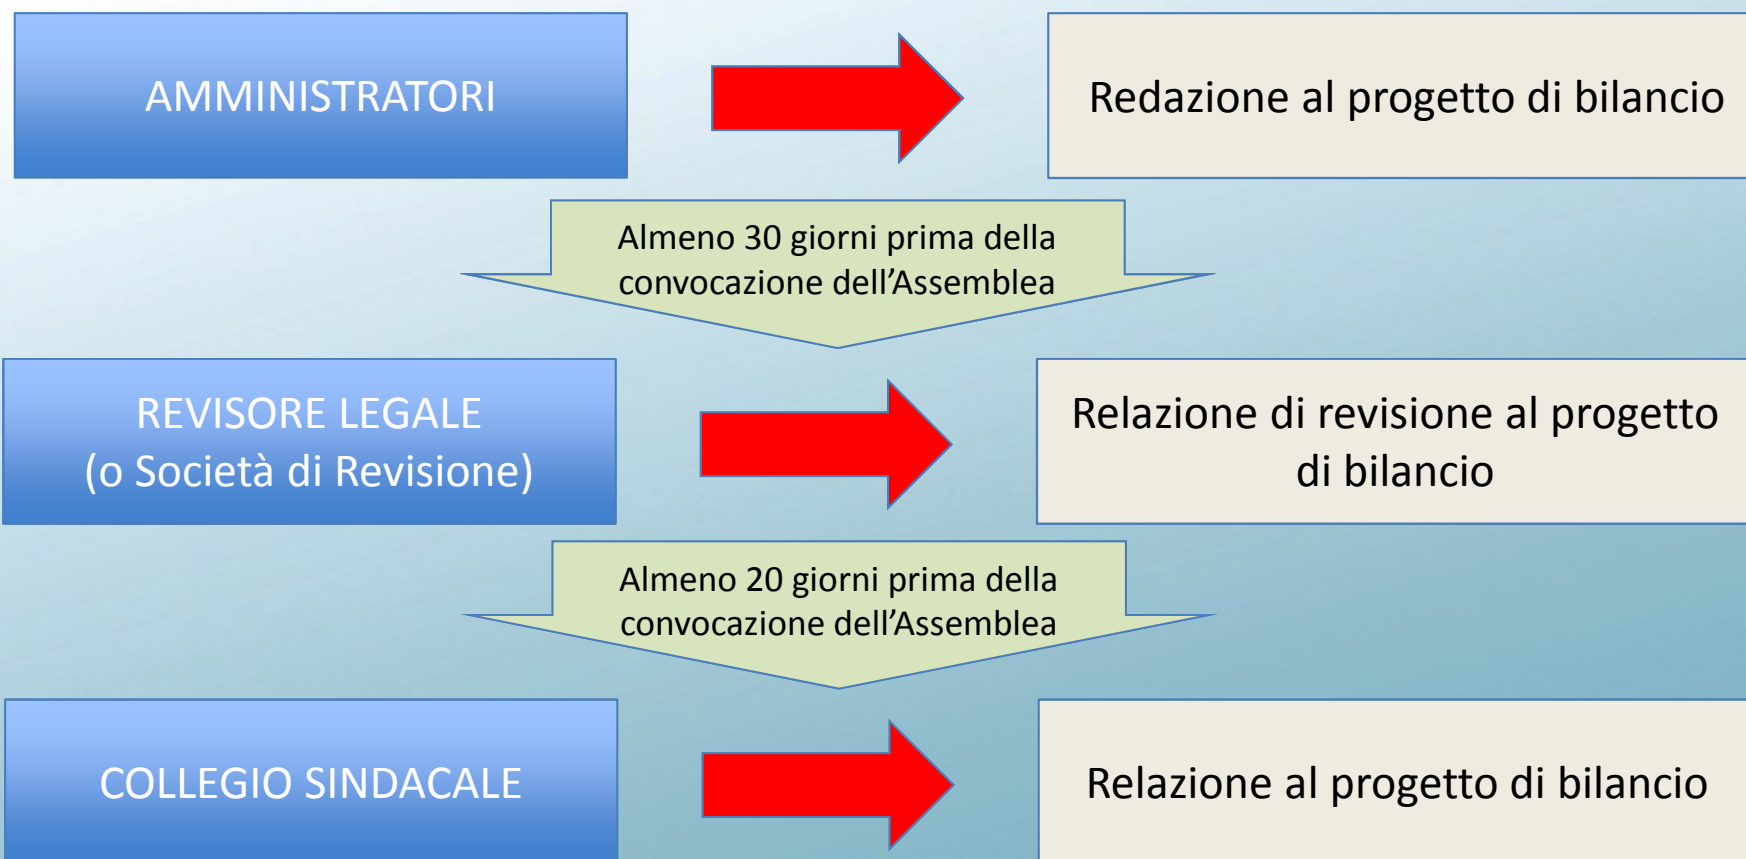 AMMINISTRATORI
Redazione al progetto di bilancio
Almeno 30 giorni prima della
convocazione dell’Assemblea
REVISORE LEGALE
(o Società di Revisione)
Relazione di revisione al progetto
di bilancio
Almeno 20 giorni prima della
convocazione dell’Assemblea
COLLEGIO SINDACALE
Relazione al progetto di bilancio